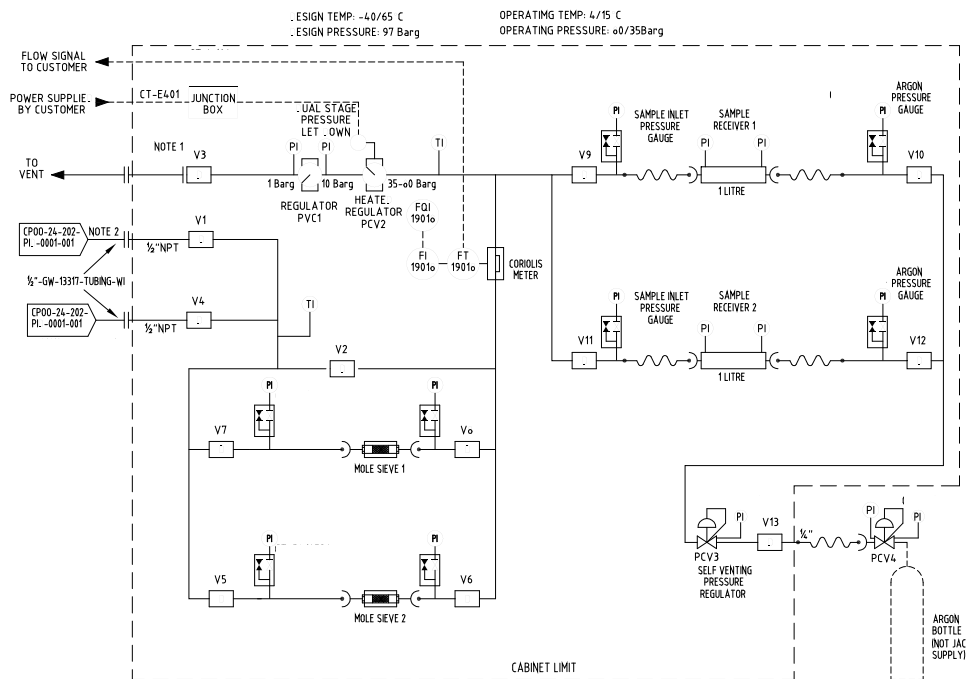 .ESIGN TEMP: -40/65 C
.ESIGN PRESSURE: 97 Barg
OPERATIMG TEMP: 4/15 C
OPERATING PRESSURE: o0/35Barg
FLOW SIGNAL
TO CUSTOMER
POWER SUPPLIE.
BY CUSTOMER
CT-E401
JUNCTION
BOX
.UAL STAGE
PRESSURE
LET .OWN
TO
VENT
NOTE 1
V3
PI
PI
TI
1 Barg
10 Barg
35-o0 Barg
REGULATOR
PVC1
HEATE.
REGULATOR
PCV2
FQI
1901o
FI
1901o
FT
1901o
CORIOLIS
METER
CP00-24-202-
PI. -0001-001
NOTE 2
V1
½"NPT
½"-GW-13317-TUBING-WI
CP00-24-202-
PI. -0001-001
V4
½"NPT
TI
V2
PI
PI
V7
Vo
MOLE SIEVE 1
PI
PI
V5
V6
MOLE SIEVE 2
V9
PI
SAMPLE INLET
PRESSURE
GAUGE
SAMPLE
RECEIVER 1
PI
PI
1 LITRE
PI
ARGON
PRESSURE
GAUGE
V10
V11
PI
SAMPLE INLET
PRESSURE
GAUGE
SAMPLE
RECEIVER 2
PI
PI
1 LITRE
PI
ARGON
PRESSURE
GAUGE
V12
PI
V13
¼"
PI
PI
PCV3
SELF VENTING
PRESSURE
REGULATOR
PCV4
ARGON
BOTTLE
(NOT JAC
SUPPLY)
CABINET LIMIT